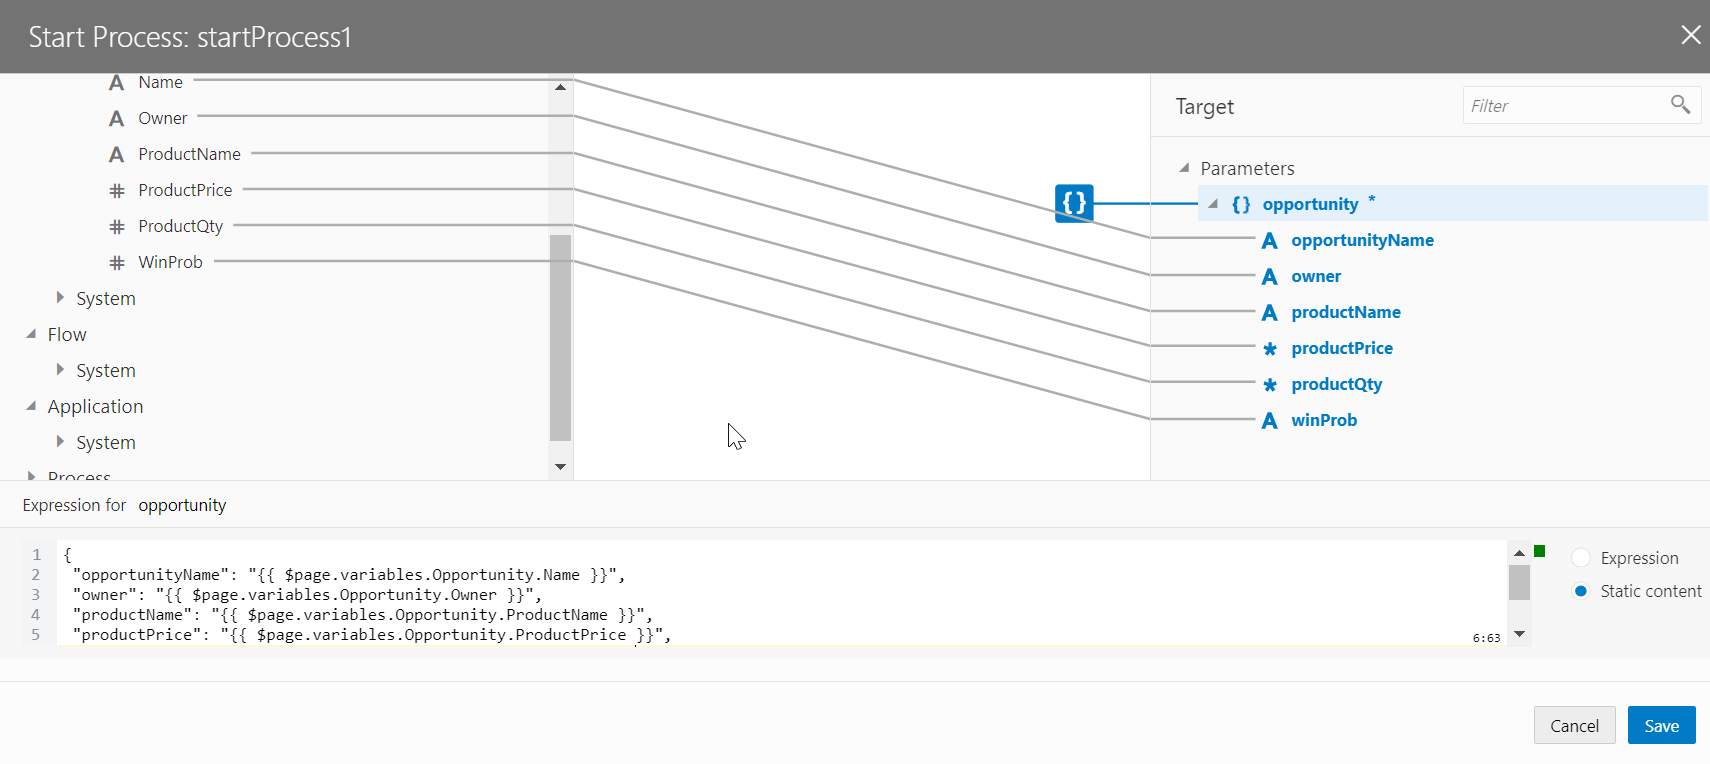 Start Process: startProcess1
Name
Owner
ProductName
ProductPrice
ProductQty
WinProb
System
Flow
System
Application
System
Process
Target
Filter
Parameters
{} opportunity *
opportunityName
owner
productName
productPrice
productQty
winProb
Expression for opportunity
1 {
2 "opportunityName": "{{ $page.variables.Opportunity.Name }}",
3 "owner": "{{ $page.variables.Opportunity.Owner }}",
4 "productName": "{{ $page.variables.Opportunity.ProductName }}",
5 "productPrice": "{{ $page.variables.Opportunity.ProductPrice }}",
6:63
Expression
Static content
Cancel
Save